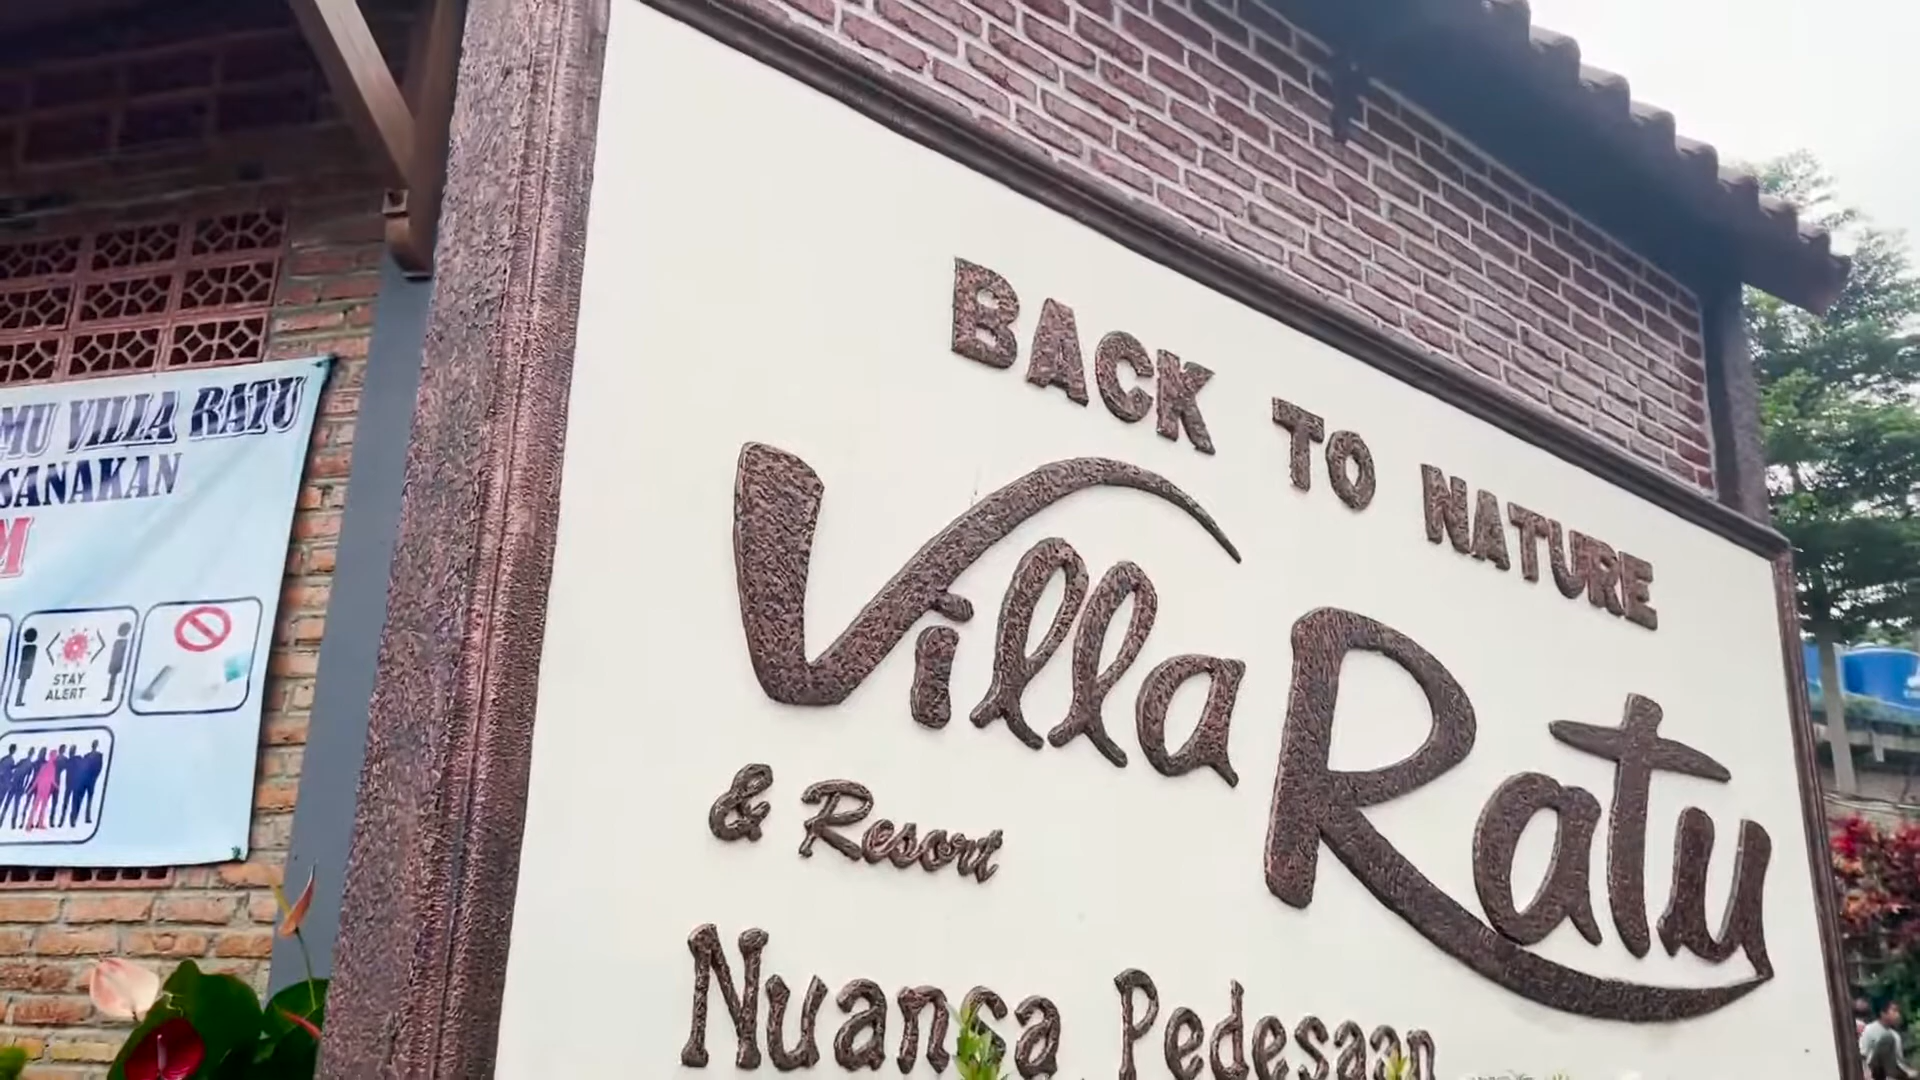 BACK TO NATURE
Villa Ratu
& Resort
Nuansa Pedesaan
MU VILLA RATU
SANAKAN
M
STAY
ALERT